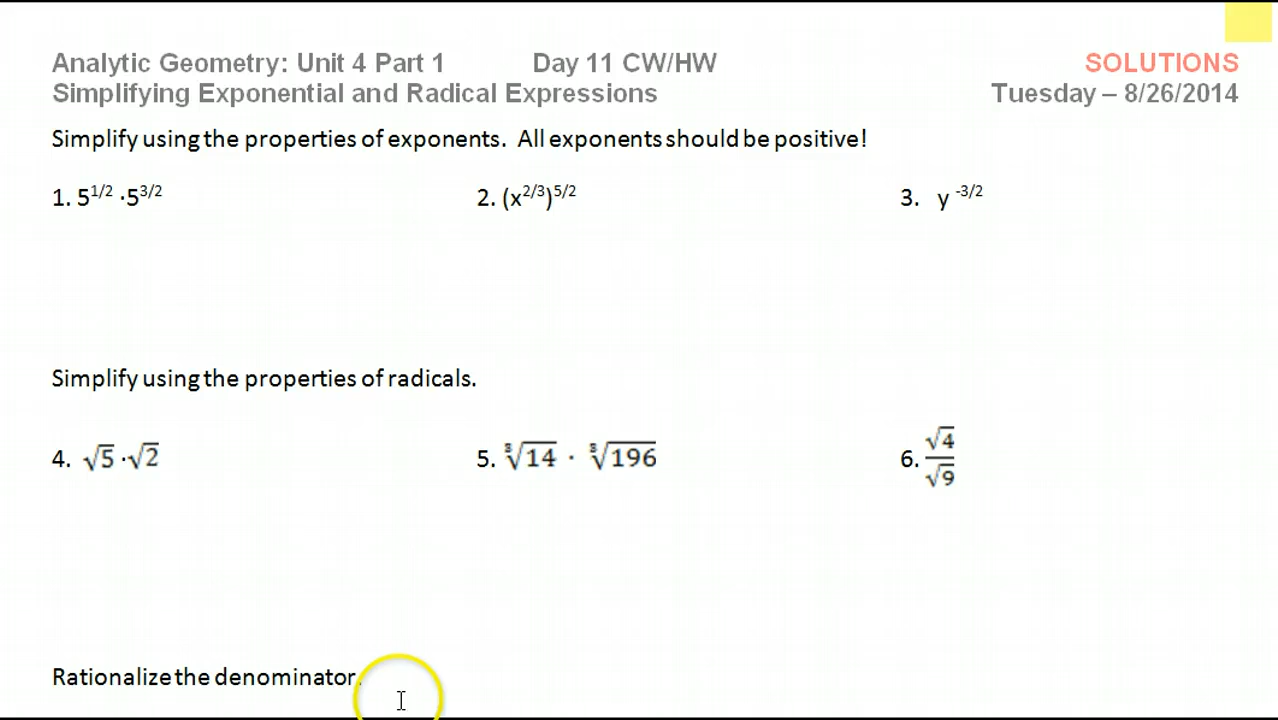 Analytic Geometry: Unit 4 Part 1 Day 11 CW/HW SOLUTIONS
Simplifying Exponential and Radical Expressions Tuesday – 8/26/2014
Simplify using the properties of exponents. All exponents should be positive!
1. 5^{1/2} ·5^{3/2} 2. (x^{2/3})^{5/2} 3. y^{-3/2}
Simplify using the properties of radicals.
4. √5 ·√2 5. ∛14 · ∛196 6. √4/√9
Rationalize the denominator.